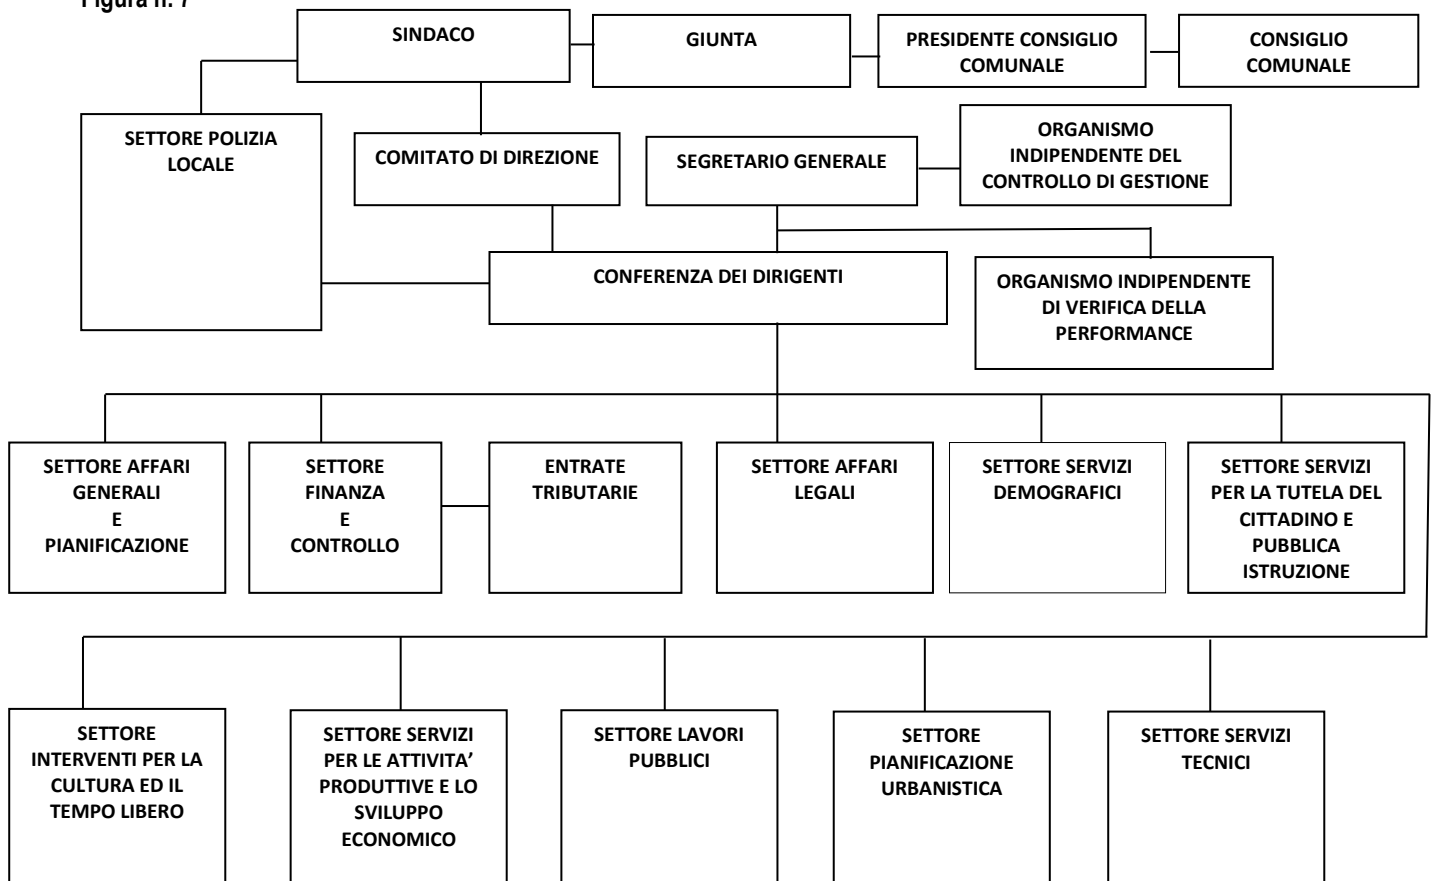 Figura n. 7
SINDACO
GIUNTA
PRESIDENTE CONSIGLIO
COMUNALE
CONSIGLIO
COMUNALE
SETTORE POLIZIA
LOCALE
COMITATO DI DIREZIONE
SEGRETARIO GENERALE
ORGANISMO
INDIPENDENTE DEL
CONTROLLO DI GESTIONE
CONFERENZA DEI DIRIGENTI
ORGANISMO INDIPENDENTE
DI VERIFICA DELLA
PERFORMANCE
SETTORE AFFARI
GENERALI
E
PIANIFICAZIONE
SETTORE
FINANZA
E
CONTROLLO
ENTRATE
TRIBUTARIE
SETTORE AFFARI
LEGALI
SETTORE SERVIZI
DEMOGRAFICI
SETTORE SERVIZI
PER LA TUTELA DEL
CITTADINO E
PUBBLICA
ISTRUZIONE
SETTORE
INTERVENTI PER LA
CULTURA ED IL
TEMPO LIBERO
SETTORE SERVIZI
PER LE ATTIVITA’
PRODUTTIVE E LO
SVILUPPO
ECONOMICO
SETTORE LAVORI
PUBBLICI
SETTORE
PIANIFICAZIONE
URBANISTICA
SETTORE SERVIZI
TECNICI